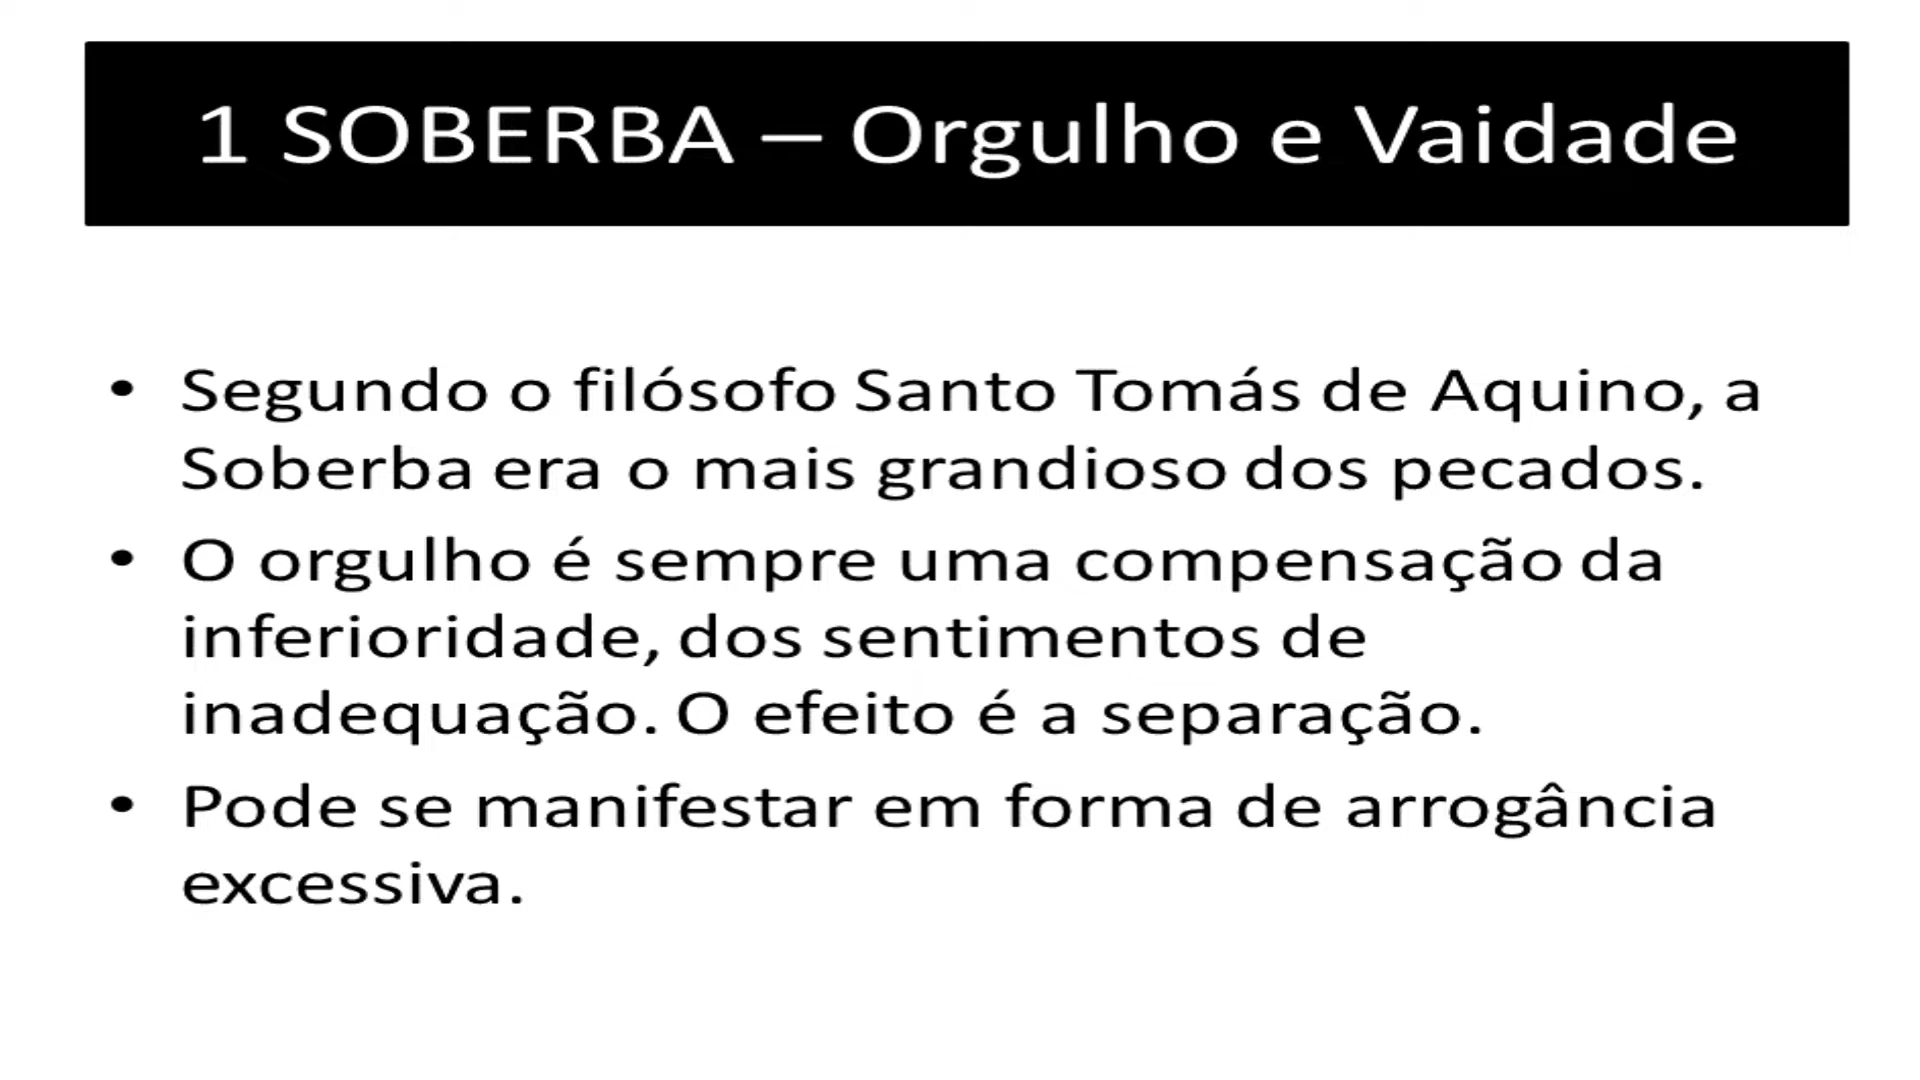 1 SOBERBA – Orgulho e Vaidade
• Segundo o filósofo Santo Tomás de Aquino, a
Soberba era o mais grandioso dos pecados.
• O orgulho é sempre uma compensação da
inferioridade, dos sentimentos de
inadequação. O efeito é a separação.
• Pode se manifestar em forma de arrogância
excessiva.